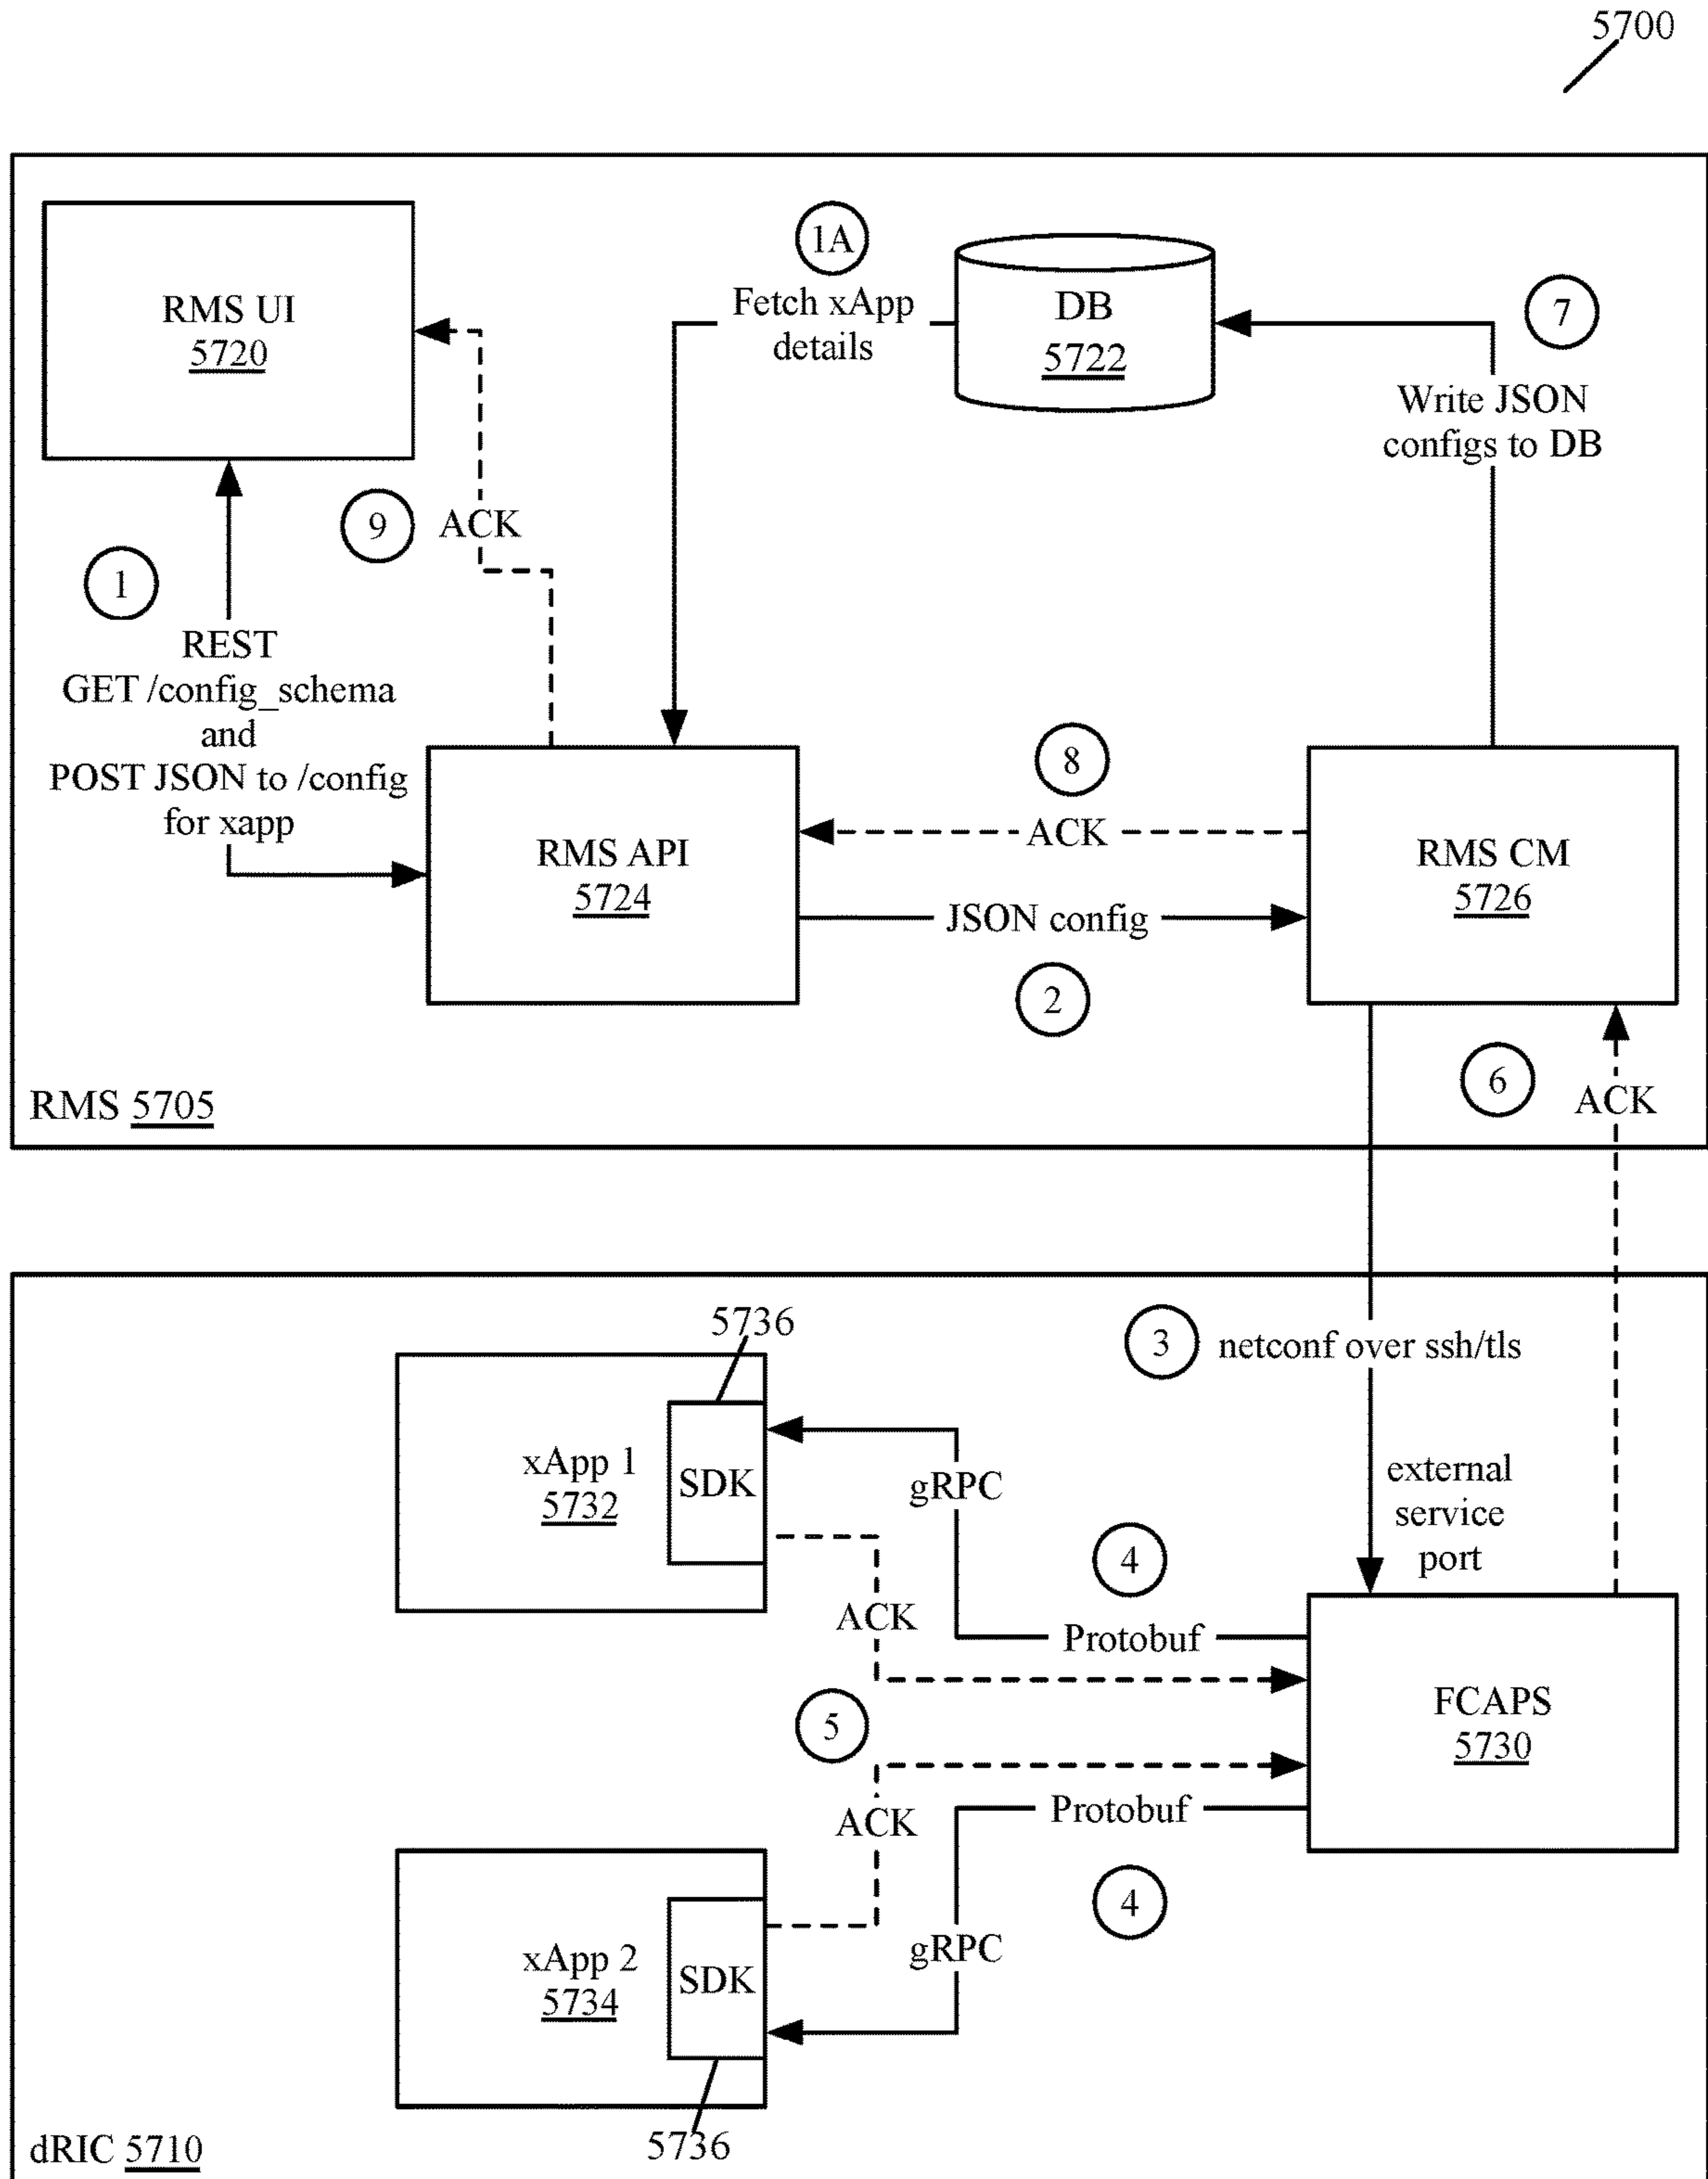 5700
RMS UI
5720
1A
Fetch xApp
details
DB
5722
7
Write JSON
configs to DB
9
ACK
1
REST
GET /config_schema
and
POST JSON to /config
for xapp
RMS API
5724
8
ACK
JSON config
2
RMS CM
5726
6
ACK
RMS 5705
3
netconf over ssh/tls
external
service
port
5736
xApp 1
5732
SDK
gRPC
4
Protobuf
ACK
5
FCAPS
5730
ACK
Protobuf
4
gRPC
xApp 2
5734
SDK
5736
dRIC 5710